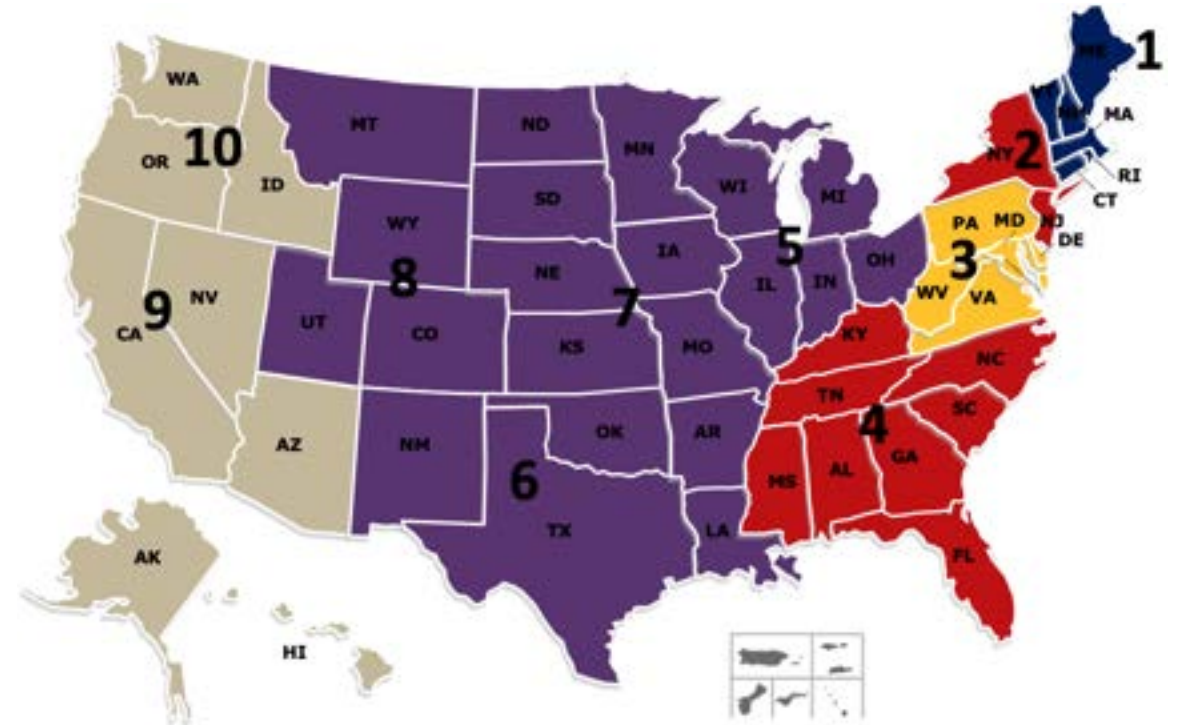 ME
1
WA
MT
ND
MN
VT
NH
MA
OR
10
ID
SD
WI
MI
NY
2
RI
CT
WY
IA
PA
MD
NJ
DE
5
3
8
NE
7
IL
IN
OH
WV
VA
9
NV
CA
UT
CO
KS
MO
KY
NC
TN
4
SC
AZ
NM
OK
AR
GA
6
MS
AL
TX
LA
AK
FL
HI